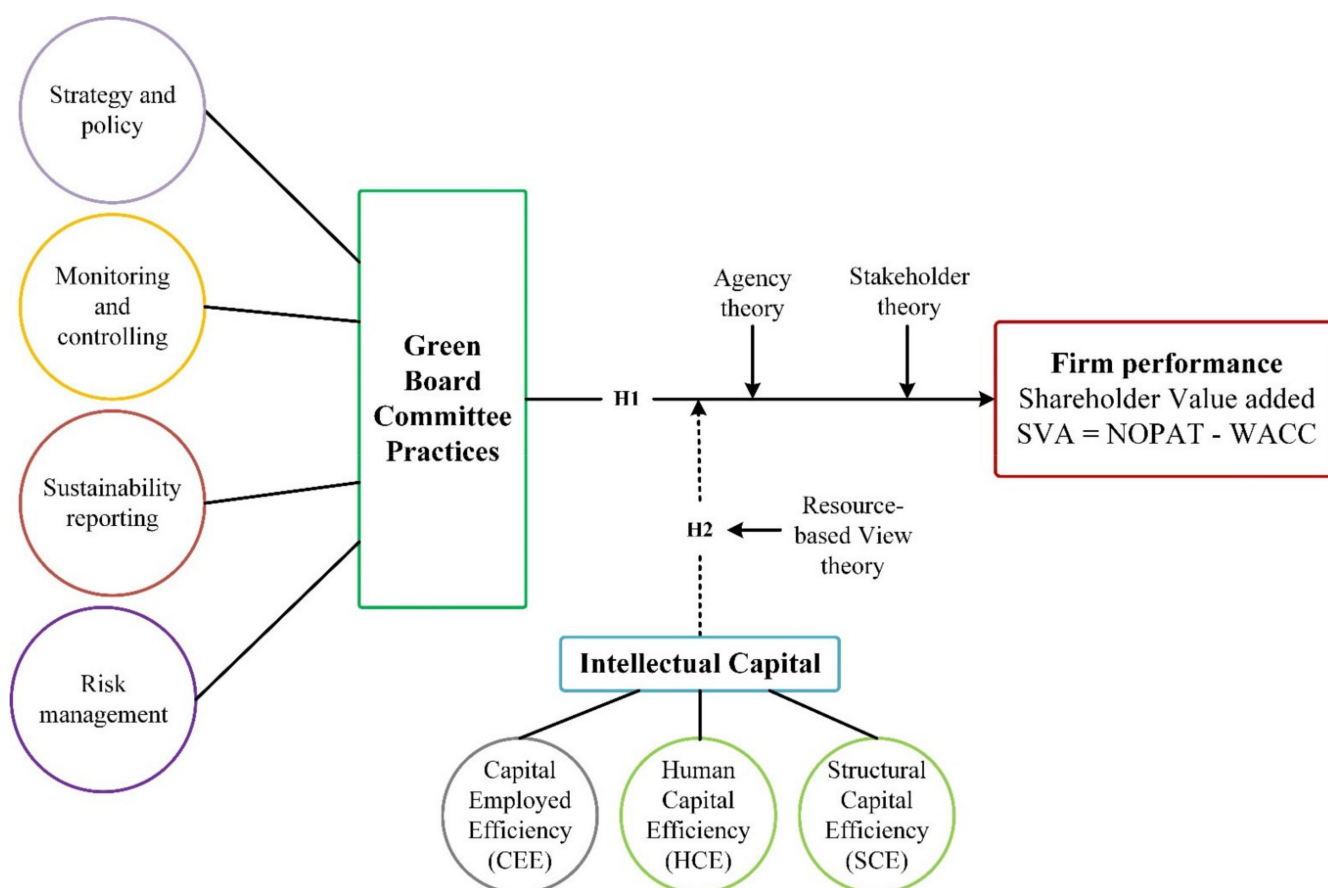 Strategy and
policy
Monitoring
and
controlling
Sustainability
reporting
Risk
management
Green
Board
Committee
Practices
H1
Agency
theory
Stakeholder
theory
Firm performance
Shareholder Value added
SVA = NOPAT - WACC
H2
Resource-
based View
theory
Intellectual Capital
Capital
Employed
Efficiency
(CEE)
Human
Capital
Efficiency
(HCE)
Structural
Capital
Efficiency
(SCE)